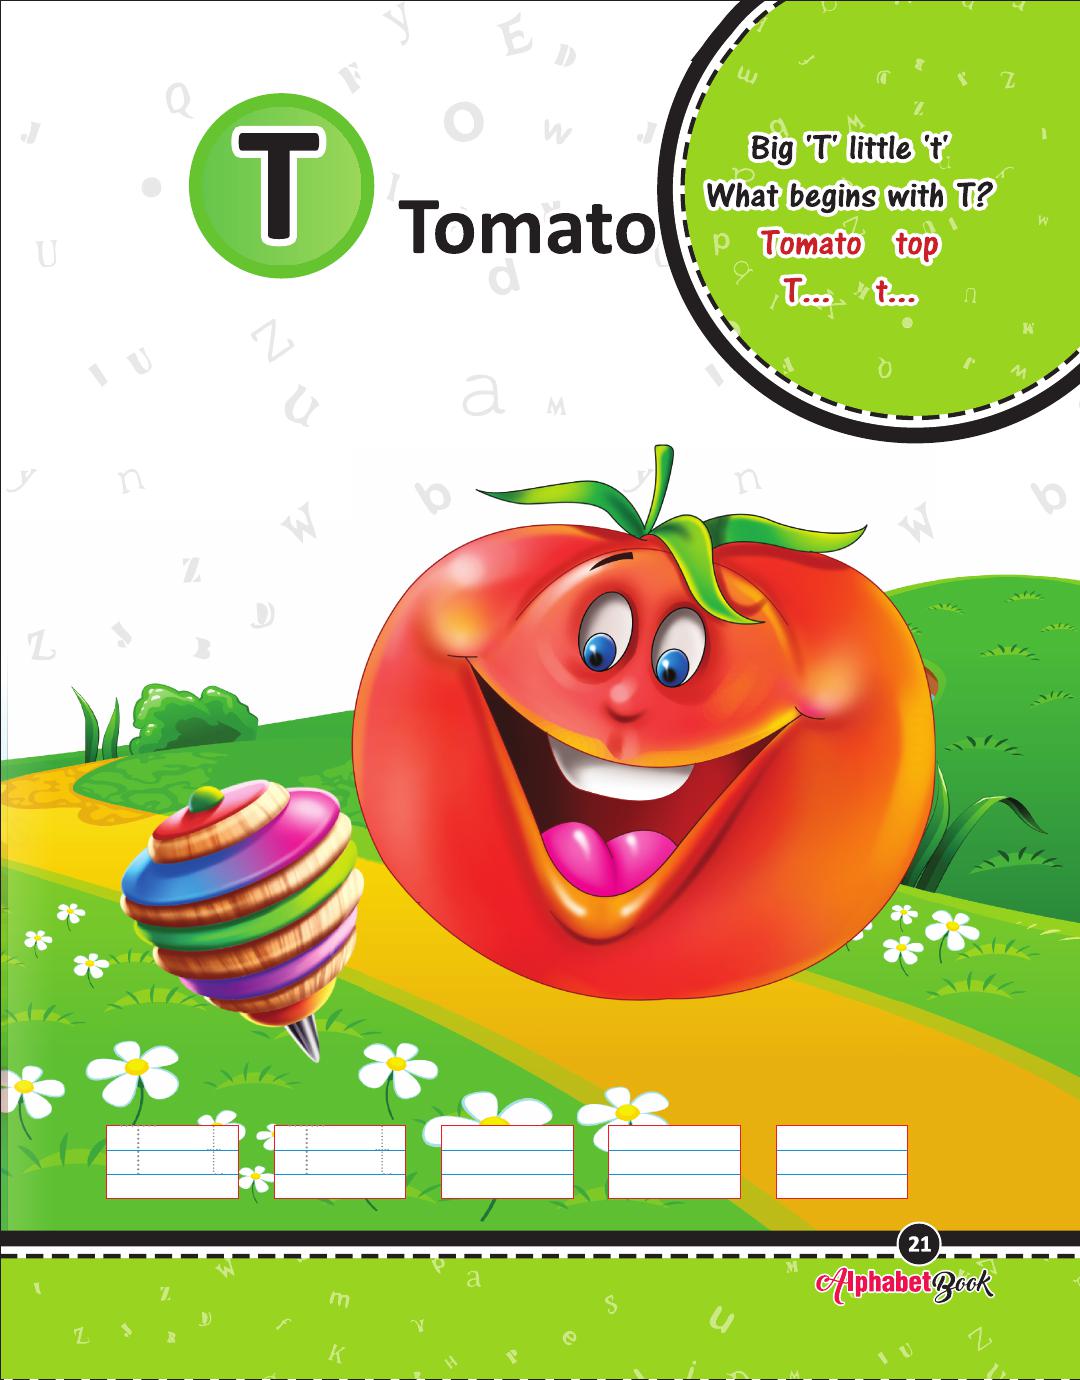 T
Tomato
Big 'T' little 't'
What begins with T?
Tomato top
T... t...
T t T t
21
AlphabetBook